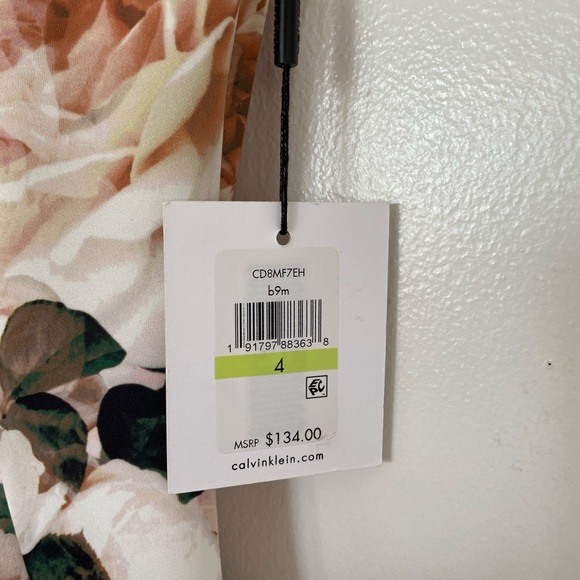 CD8MF7EH
b9m
1 91797 88363 8
4
MSRP $134.00
calvinklein.com